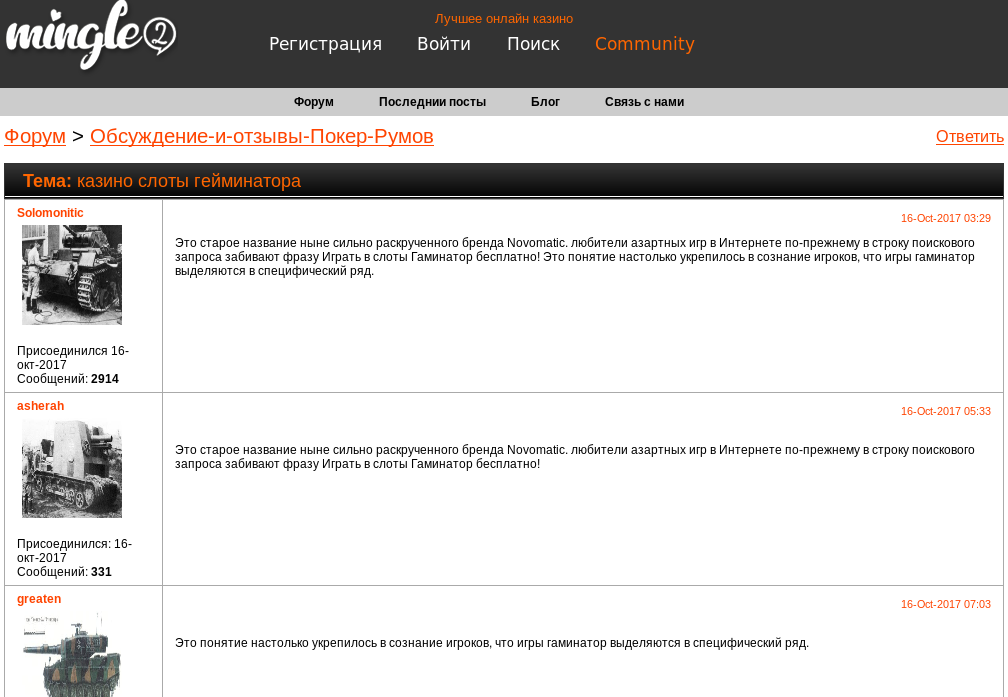 mingle2
Лучшее онлайн казино
Регистрация Войти Поиск Community
Форум Последнии посты Блог Связь с нами
Форум > Обсуждение-и-отзывы-Покер-Румов Ответить
Тема: казино слоты гейминатора
Solomonitic
16-Oct-2017 03:29
Это старое название ныне сильно раскрученного бренда Novomatic. любители азартных игр в Интернете по-прежнему в строку поискового
запроса забивают фразу Играть в слоты Гаминатор бесплатно! Это понятие настолько укрепилось в сознание игроков, что игры гаминатор
выделяются в специфический ряд.
Присоединился 16-
окт-2017
Сообщений: 2914
asherah
16-Oct-2017 05:33
Это старое название ныне сильно раскрученного бренда Novomatic. любители азартных игр в Интернете по-прежнему в строку поискового
запроса забивают фразу Играть в слоты Гаминатор бесплатно!
Присоединился: 16-
окт-2017
Сообщений: 331
greaten
16-Oct-2017 07:03
Это понятие настолько укрепилось в сознание игроков, что игры гаминатор выделяются в специфический ряд.